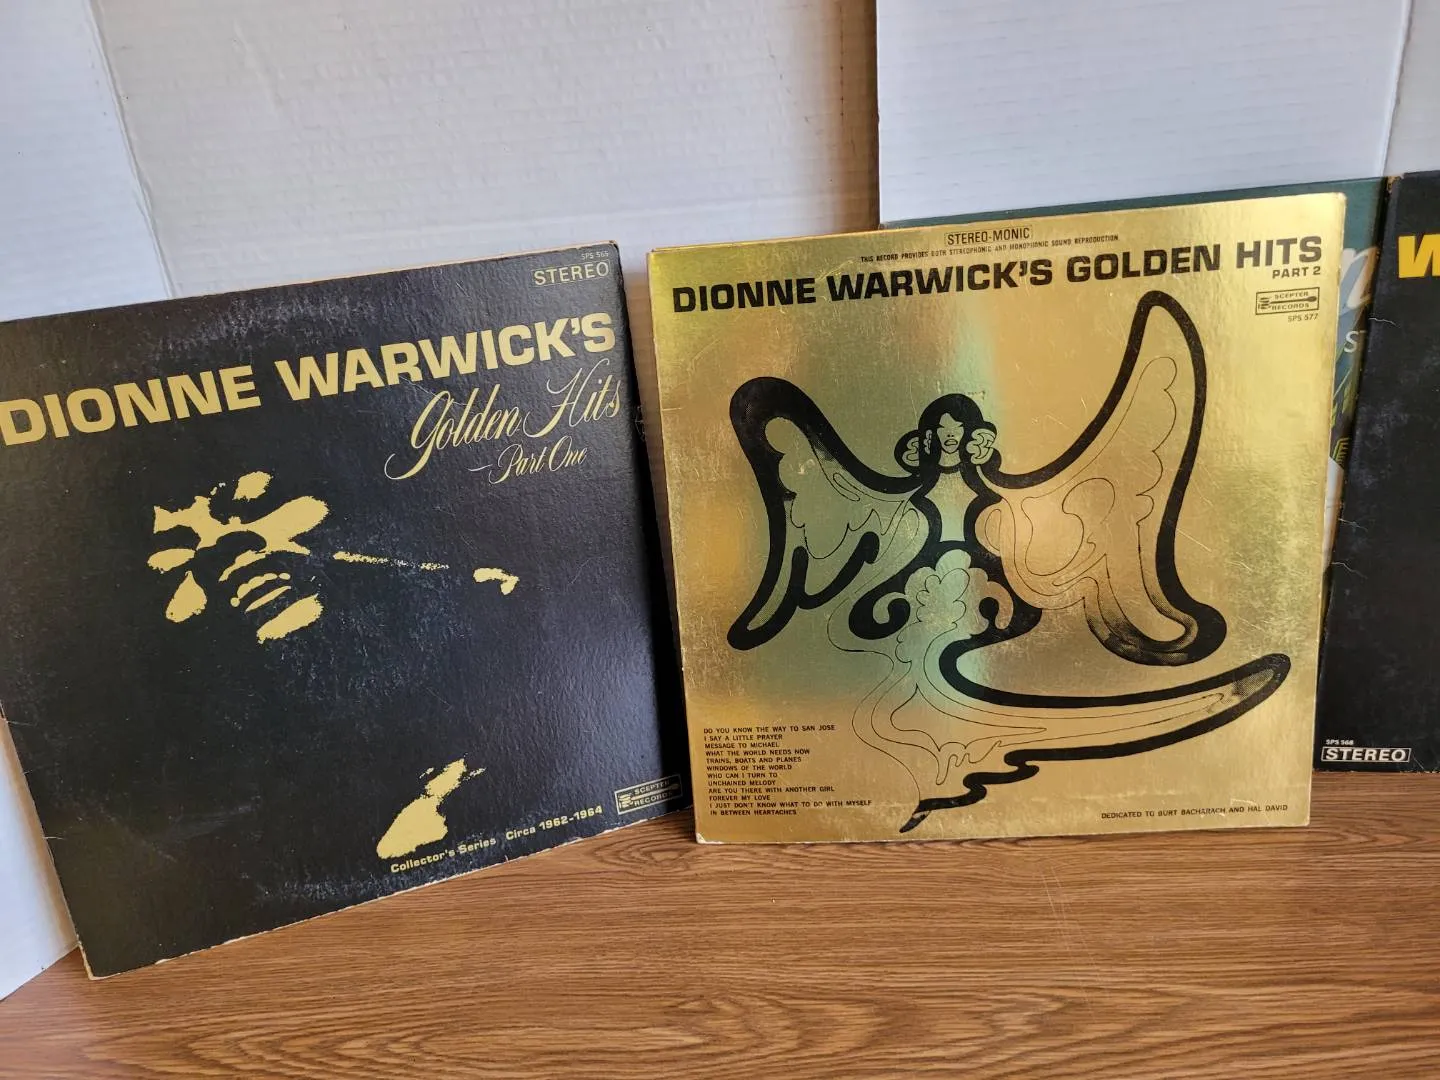 SPS 565
STEREO
DIONNE WARWICK'S
Golden Hits
Part One
SCEPTER
RECORDS
Collector's Series Circa 1962-1964
STEREO-MONIC
THIS RECORD PROVIDES BOTH STEREOPHONIC AND MONOPHONIC SOUND REPRODUCTION
DIONNE WARWICK'S GOLDEN HITS
PART 2
SCEPTER
RECORDS
SPS 577
DO YOU KNOW THE WAY TO SAN JOSE
I SAY A LITTLE PRAYER
MESSAGE TO MICHAEL
WHAT THE WORLD NEEDS NOW
TRAINS, BOATS AND PLANES
WINDOWS OF THE WORLD
WHO CAN I TURN TO
UNCHAINED MELODY
ARE YOU THERE WITH ANOTHER GIRL
FOREVER MY LOVE
I JUST DON'T KNOW WHAT TO DO WITH MYSELF
IN BETWEEN HEARTACHES
DEDICATED TO BURT BACHARACH AND HAL DAVID
SPS 568
STEREO